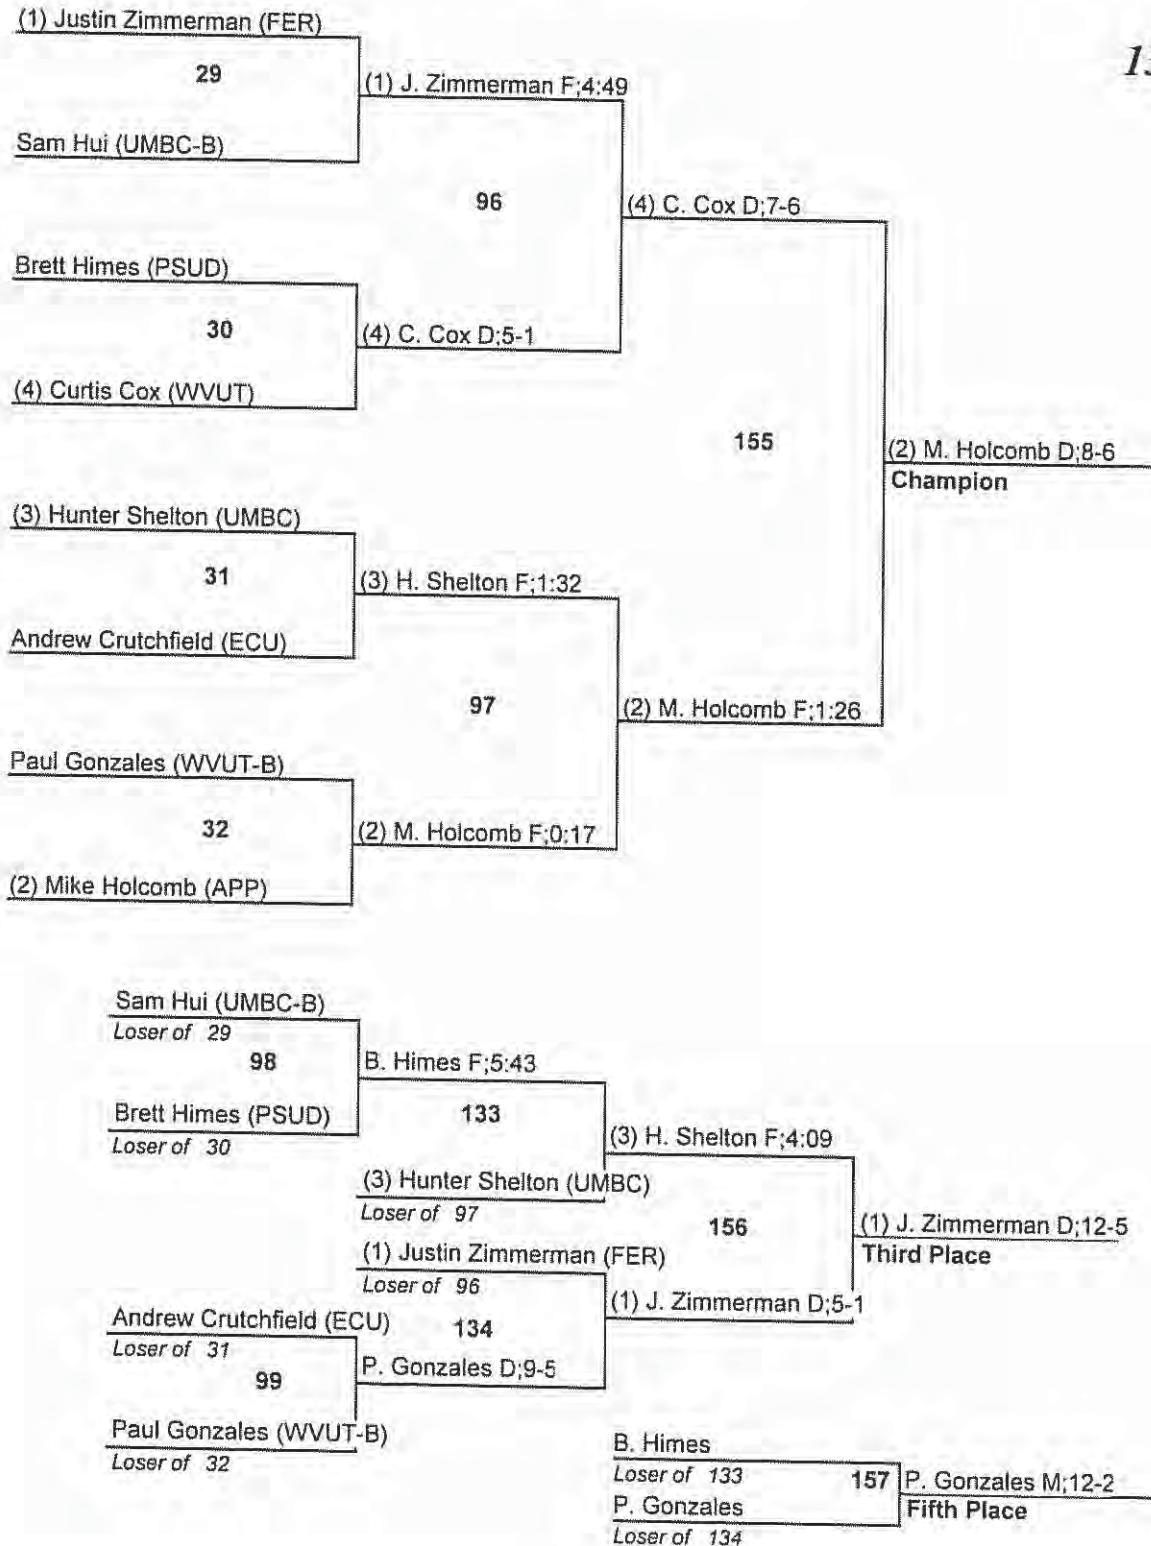 (1) Justin Zimmerman (FER)
29
(1) J. Zimmerman F;4:49
Sam Hui (UMBC-B)
96
(4) C. Cox D;7-6
Brett Himes (PSUD)
30
(4) C. Cox D;5-1
(4) Curtis Cox (WVUT)
155
(2) M. Holcomb D;8-6
Champion
(3) Hunter Shelton (UMBC)
31
(3) H. Shelton F;1:32
Andrew Crutchfield (ECU)
97
(2) M. Holcomb F;1:26
Paul Gonzales (WVUT-B)
32
(2) M. Holcomb F;0:17
(2) Mike Holcomb (APP)
Sam Hui (UMBC-B)
Loser of 29
98
B. Himes F;5:43
Brett Himes (PSUD)
Loser of 30
133
(3) H. Shelton F;4:09
(3) Hunter Shelton (UMBC)
Loser of 97
156
(1) J. Zimmerman D;12-5
Third Place
(1) Justin Zimmerman (FER)
Loser of 96
(1) J. Zimmerman D;5-1
Andrew Crutchfield (ECU)
Loser of 31
134
99
P. Gonzales D;9-5
Paul Gonzales (WVUT-B)
Loser of 32
B. Himes
Loser of 133
157
P. Gonzales M;12-2
Fifth Place
P. Gonzales
Loser of 134